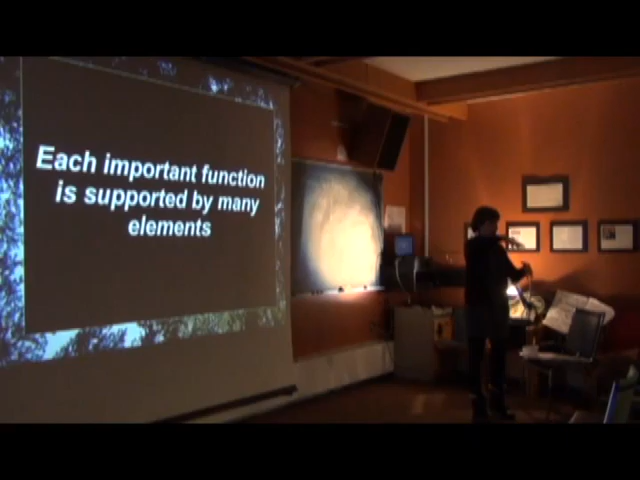 Each important function
is supported by many
elements